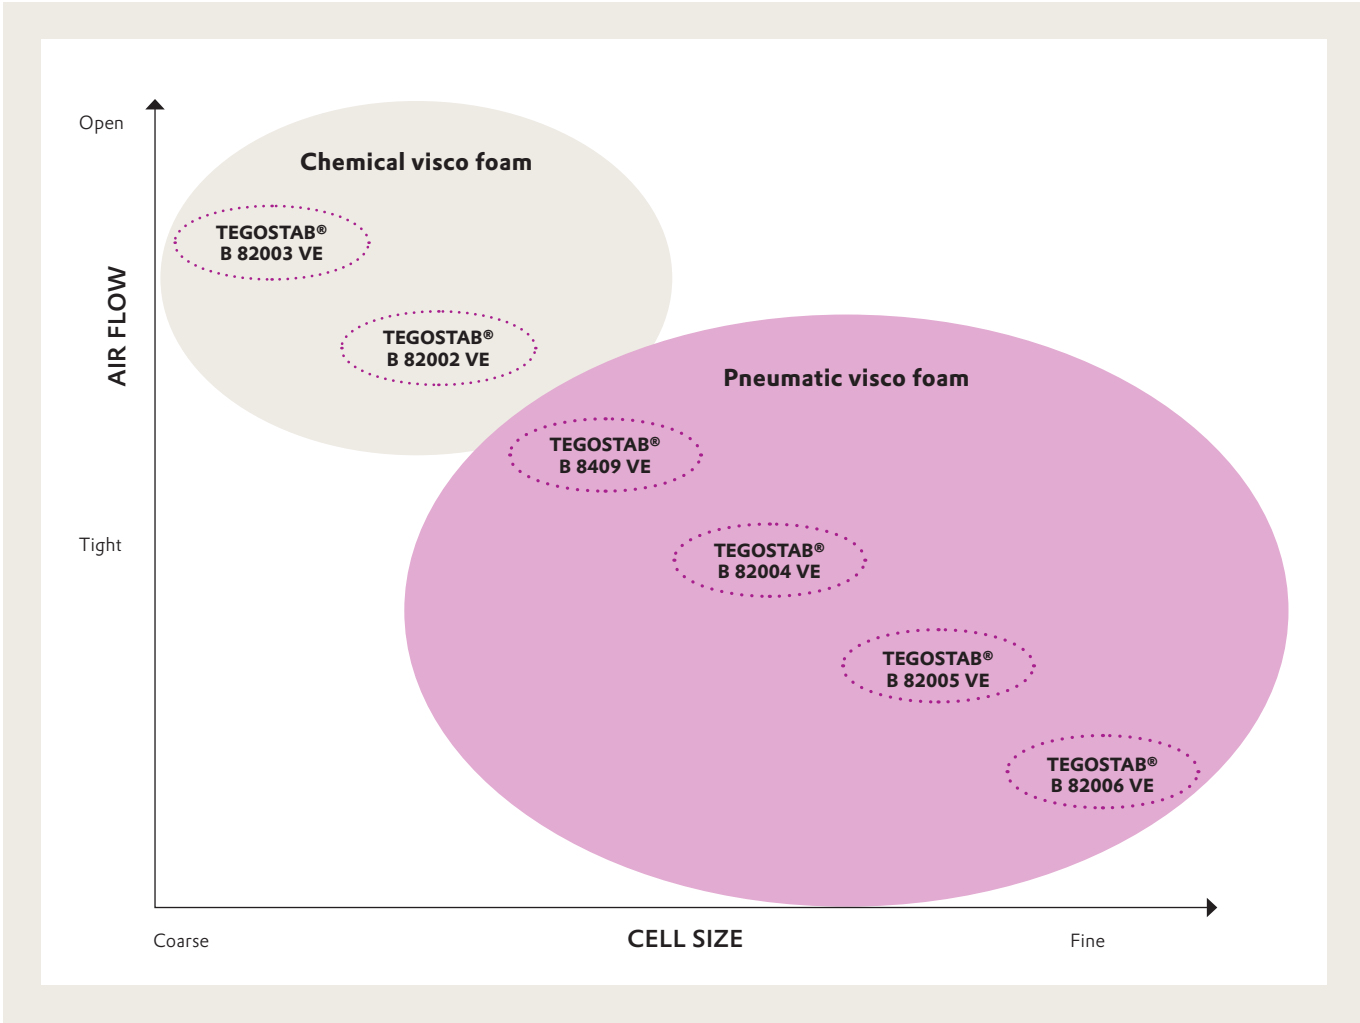 Open
Chemical visco foam
TEGOSTAB®
B 82003 VE
AIR FLOW
TEGOSTAB®
B 82002 VE
Pneumatic visco foam
TEGOSTAB®
B 8409 VE
Tight
TEGOSTAB®
B 82004 VE
TEGOSTAB®
B 82005 VE
TEGOSTAB®
B 82006 VE
Coarse
CELL SIZE
Fine